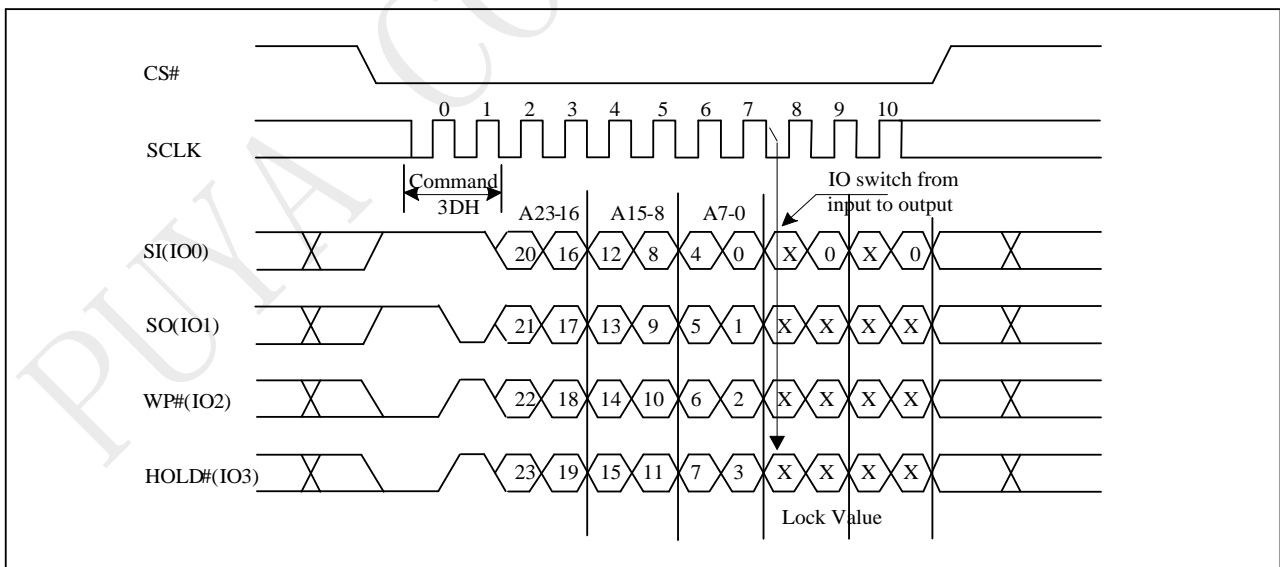 PUYA CO
CS#
0 1 2 3 4 5 6 7 8 9 10
SCLK
Command
3DH
IO switch from
input to output
A23-16 A15-8 A7-0
SI(IO0) 20 16 12 8 4 0 X 0 X 0
SO(IO1) 21 17 13 9 5 1 X X X X
WP#(IO2) 22 18 14 10 6 2 X X X X
HOLD#(IO3) 23 19 15 11 7 3 X X X X
Lock Value